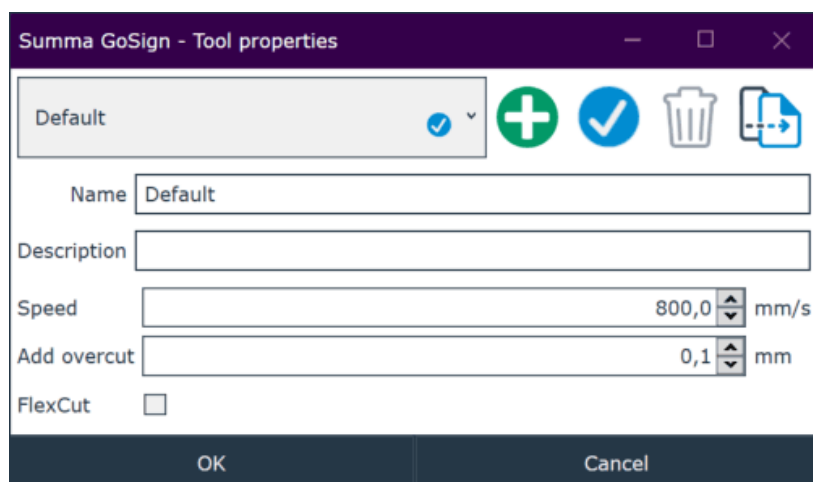 Summa GoSign - Tool properties
Default
Name Default
Description
Speed 800,0 mm/s
Add overcut 0,1 mm
FlexCut
OK Cancel